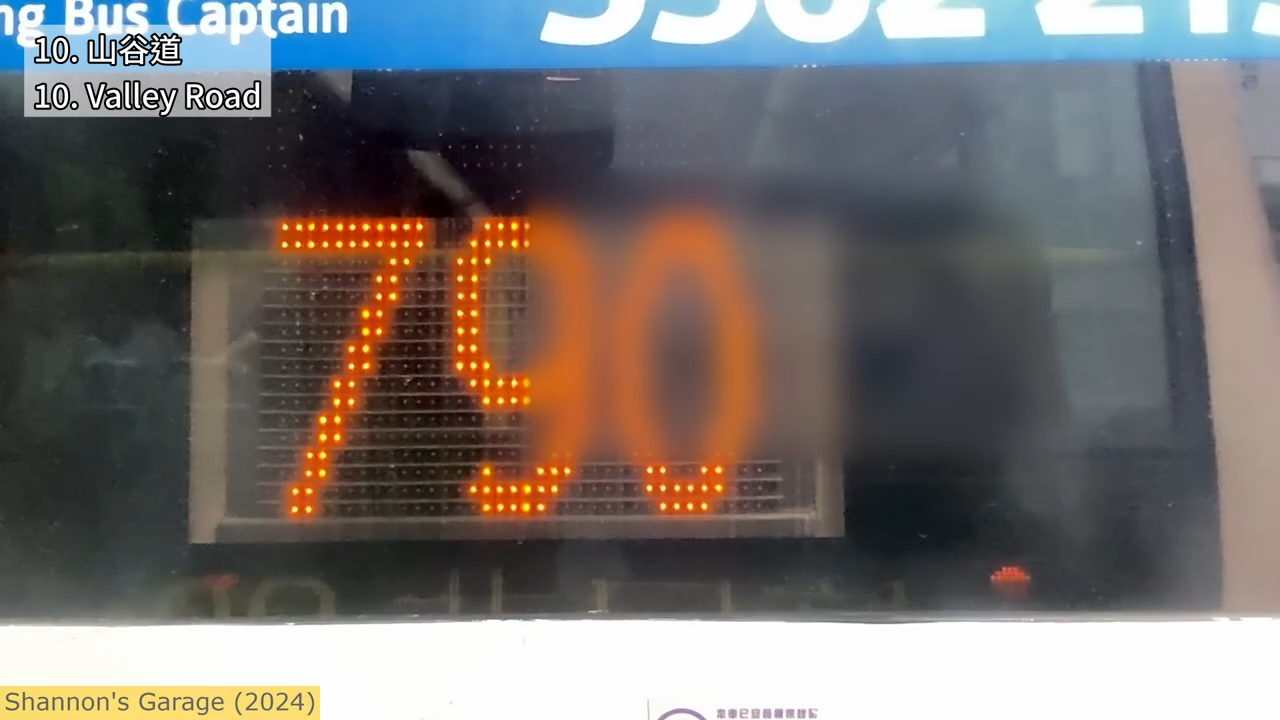 ng Bus Captain
10. 山谷道
10. Valley Road
790
Shannon's Garage (2024)